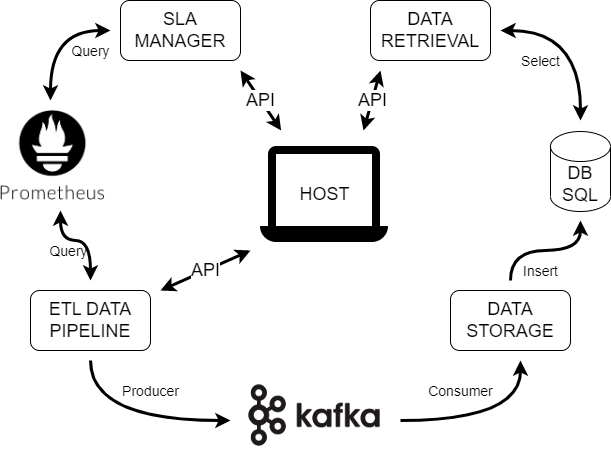 SLA
MANAGER
DATA
RETRIEVAL
Query
Select
API
API
Prometheus
HOST
DB
SQL
Query
API
Insert
ETL DATA
PIPELINE
DATA
STORAGE
Producer
kafka
Consumer